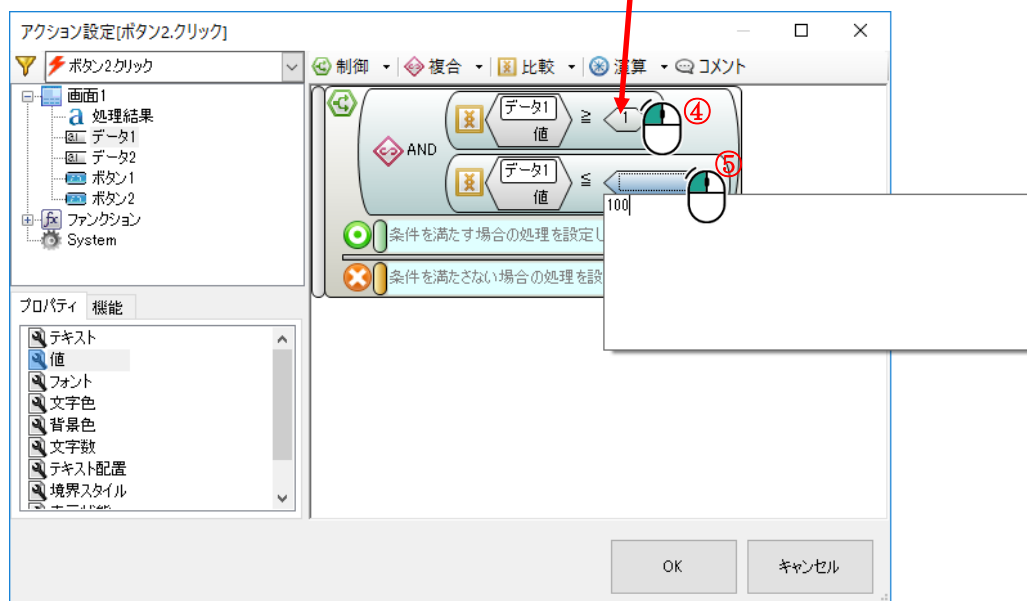 アクション設定[ボタン2.クリック]
ボタン2.クリック
制御 複合 比較 演算 コメント
画面1
a 処理結果
データ1
データ2
ボタン1
ボタン2
fx ファンクション
System
データ1
値
≧
1
④
AND
データ1
値
≦
⑤
100
条件を満たす場合の処理を設定し
条件を満たさない場合の処理を設
プロパティ 機能
テキスト
値
フォント
文字色
背景色
文字数
テキスト配置
境界スタイル
OK キャンセル